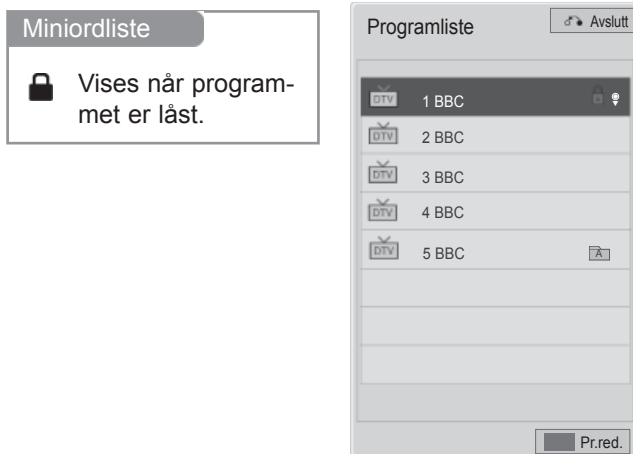 Miniordliste
Vises når program-
met er låst.
Programliste
Avslutt
DTV 1 BBC
DTV 2 BBC
DTV 3 BBC
DTV 4 BBC
DTV 5 BBC A
Pr.red.